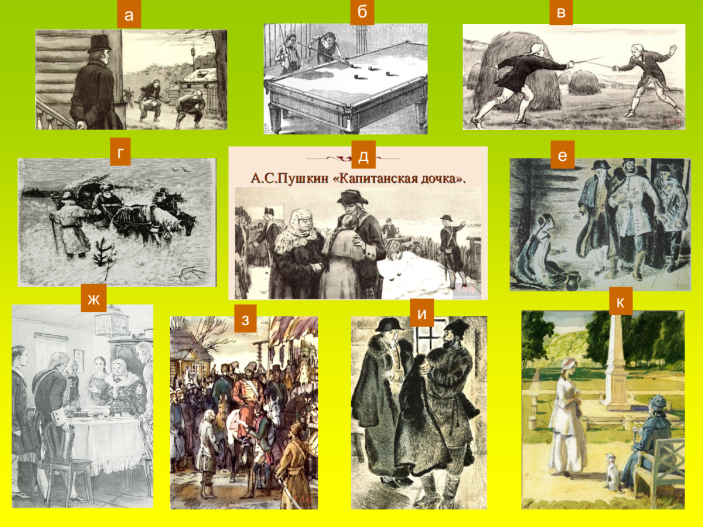 а
б
в
г
д
е
А.С.Пушкин «Капитанская дочка».
ж
з
и
к